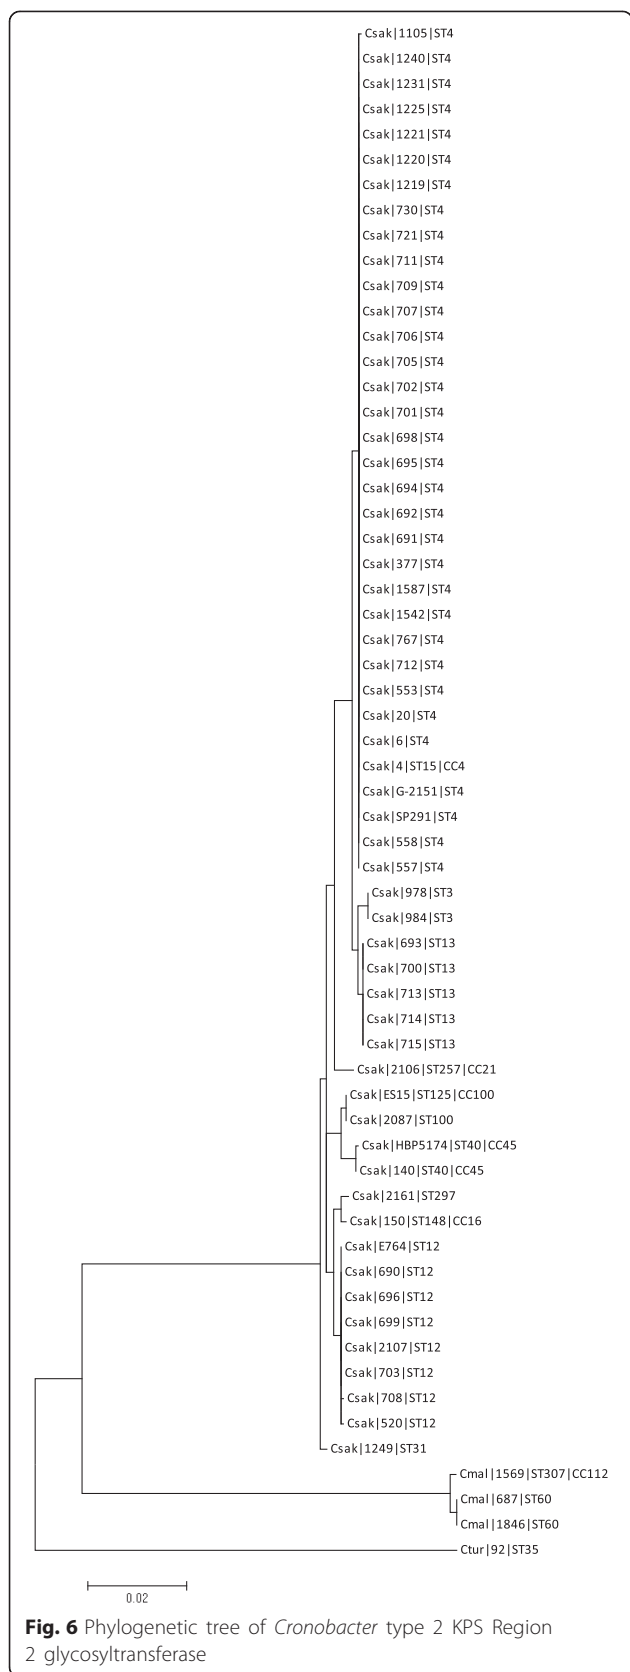 Csak|1105|ST4
Csak|1240|ST4
Csak|1231|ST4
Csak|1225|ST4
Csak|1221|ST4
Csak|1220|ST4
Csak|1219|ST4
Csak|730|ST4
Csak|721|ST4
Csak|711|ST4
Csak|709|ST4
Csak|707|ST4
Csak|706|ST4
Csak|705|ST4
Csak|702|ST4
Csak|701|ST4
Csak|698|ST4
Csak|695|ST4
Csak|694|ST4
Csak|692|ST4
Csak|691|ST4
Csak|377|ST4
Csak|1587|ST4
Csak|1542|ST4
Csak|767|ST4
Csak|712|ST4
Csak|553|ST4
Csak|20|ST4
Csak|6|ST4
Csak|4|ST15|CC4
Csak|G-2151|ST4
Csak|SP291|ST4
Csak|558|ST4
Csak|557|ST4
Csak|978|ST3
Csak|984|ST3
Csak|693|ST13
Csak|700|ST13
Csak|713|ST13
Csak|714|ST13
Csak|715|ST13
Csak|2106|ST257|CC21
Csak|ES15|ST125|CC100
Csak|2087|ST100
Csak|HBP5174|ST40|CC45
Csak|140|ST40|CC45
Csak|2161|ST297
Csak|150|ST148|CC16
Csak|E764|ST12
Csak|690|ST12
Csak|696|ST12
Csak|699|ST12
Csak|2107|ST12
Csak|703|ST12
Csak|708|ST12
Csak|520|ST12
Csak|1249|ST31
Cmal|1569|ST307|CC112
Cmal|687|ST60
Cmal|1846|ST60
Ctur|92|ST35
0.02
Fig. 6 Phylogenetic tree of Cronobacter type 2 KPS Region
2 glycosyltransferase